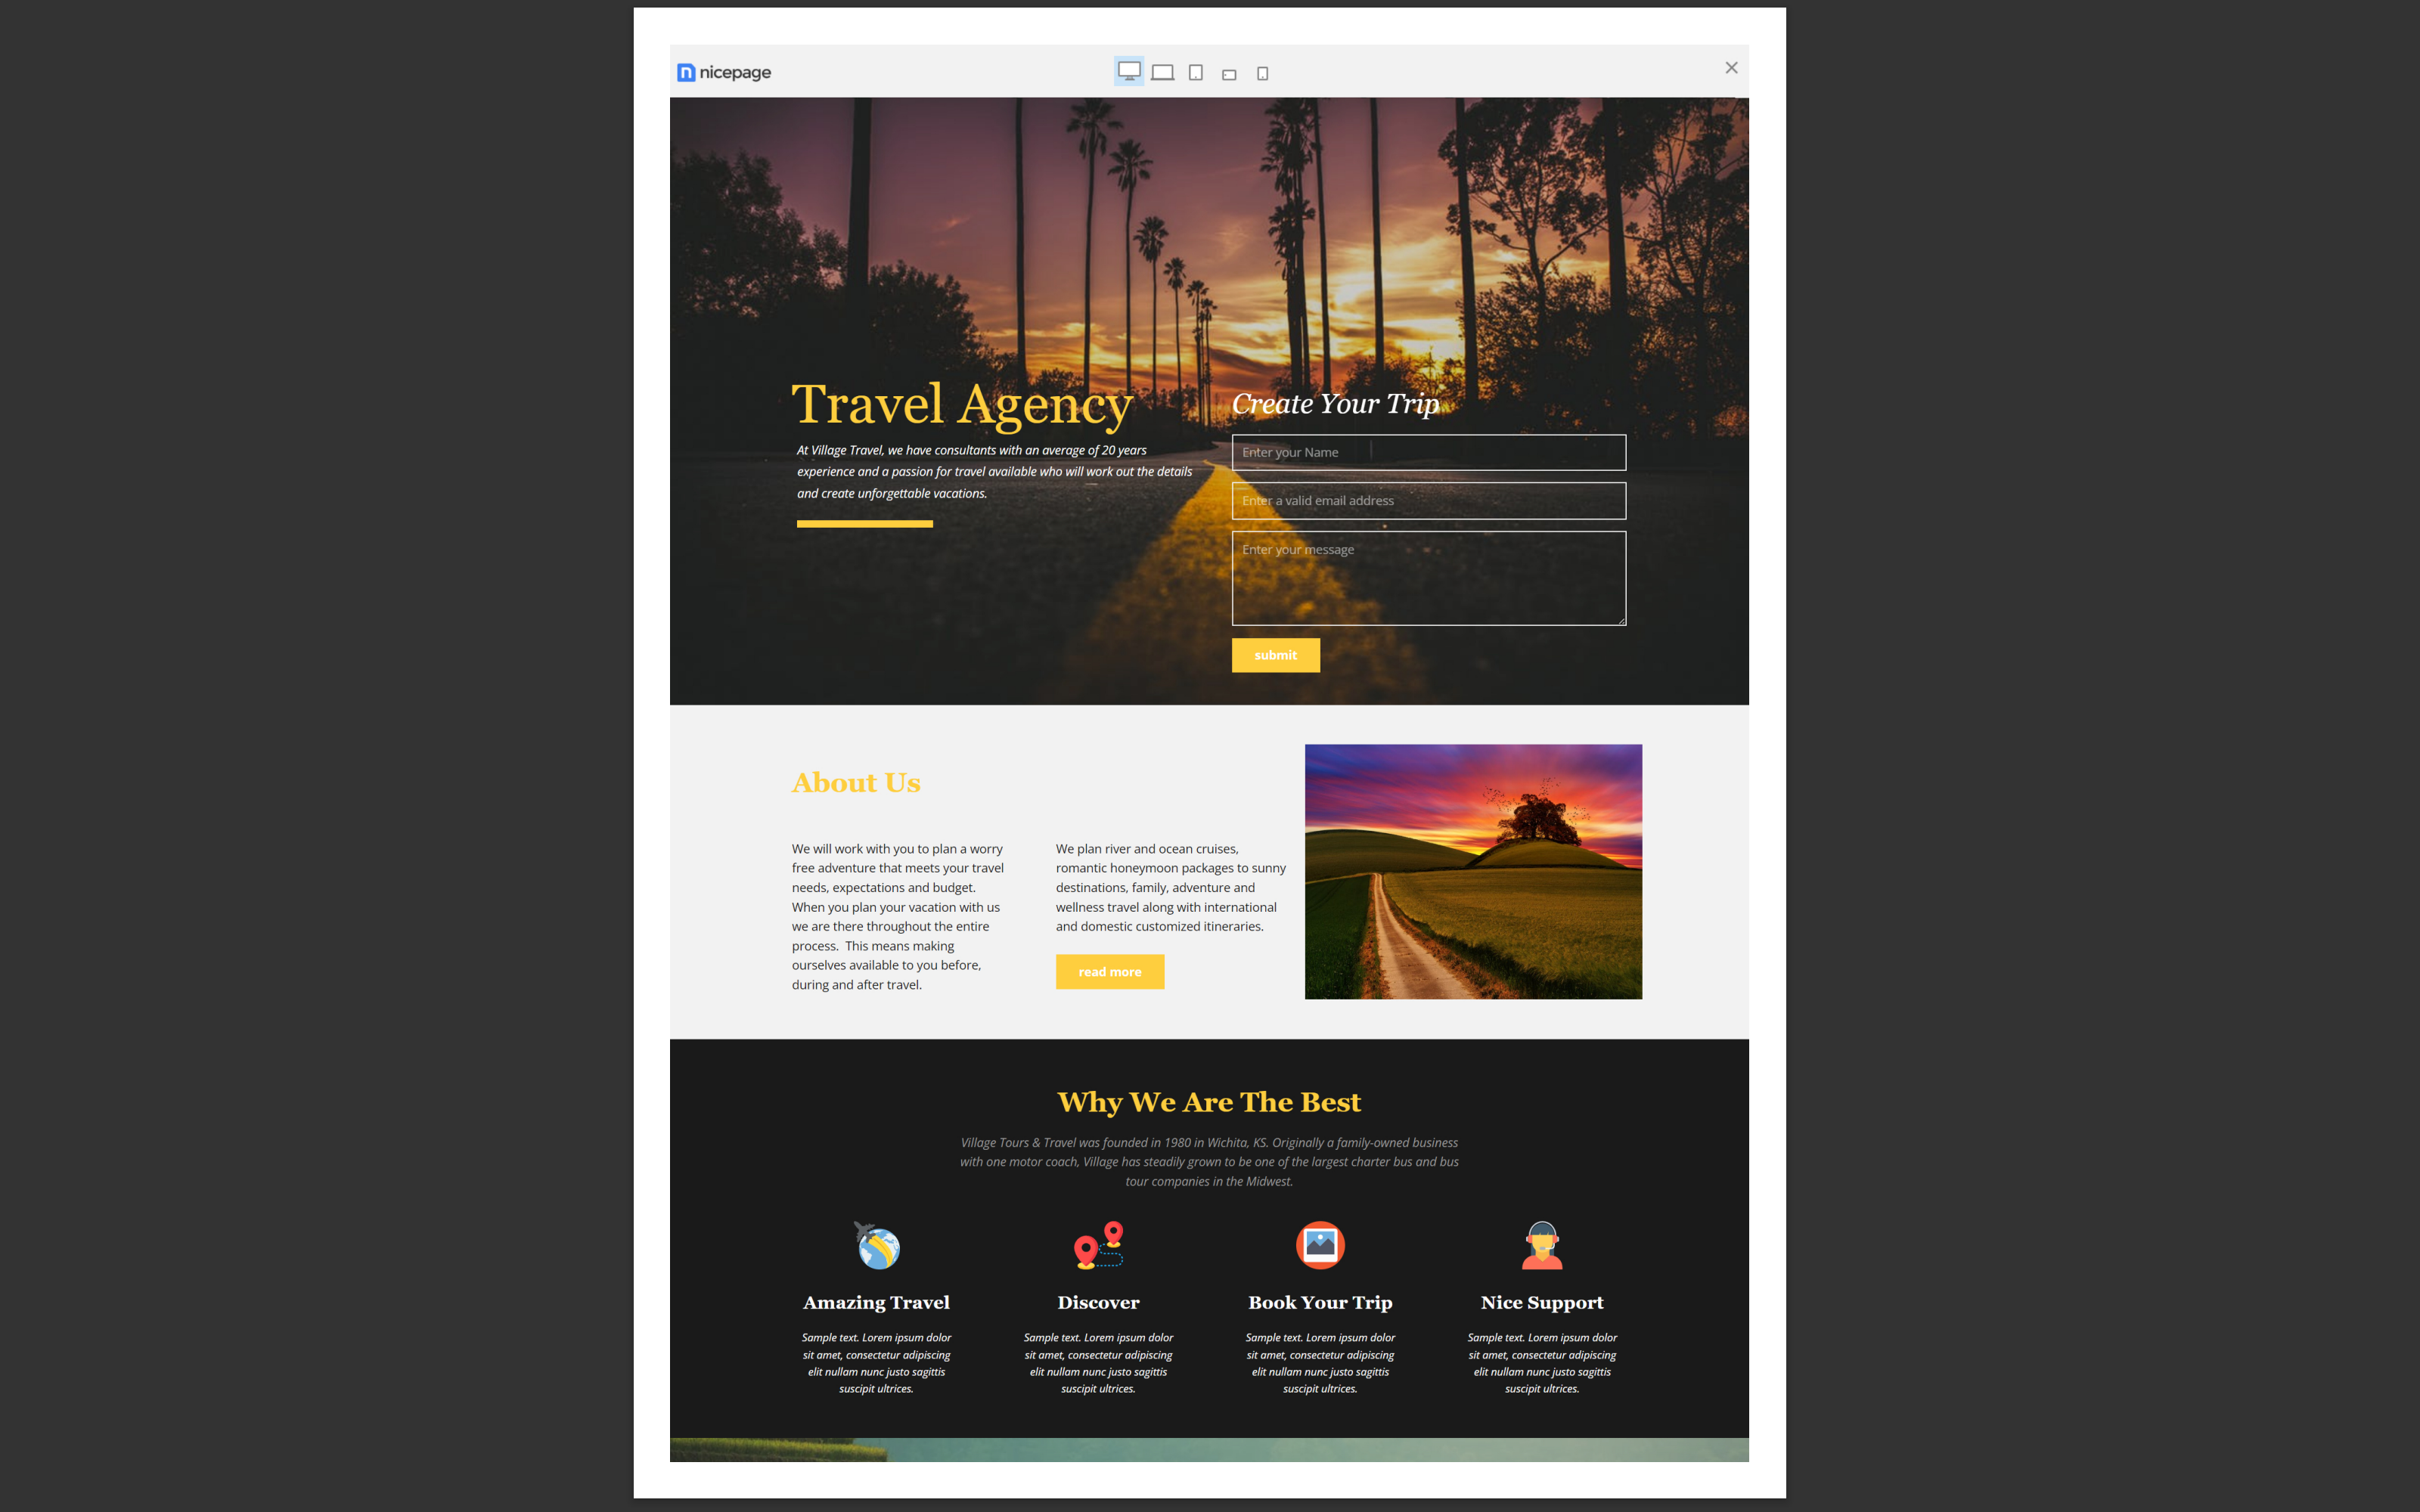 nicepage
Travel Agency
At Village Travel, we have consultants with an average of 20 years
experience and a passion for travel available who will work out the details
and create unforgettable vacations.
Create Your Trip
Enter your Name
Enter a valid email address
Enter your message
submit
About Us
We will work with you to plan a worry
free adventure that meets your travel
needs, expectations and budget.
When you plan your vacation with us
we are there throughout the entire
process.  This means making
ourselves available to you before,
during and after travel.
We plan river and ocean cruises,
romantic honeymoon packages to sunny
destinations, family, adventure and
wellness travel along with international
and domestic customized itineraries.
read more
Why We Are The Best
Village Tours & Travel was founded in 1980 in Wichita, KS. Originally a family-owned business
with one motor coach, Village has steadily grown to be one of the largest charter bus and bus
tour companies in the Midwest.
Amazing Travel
Sample text. Lorem ipsum dolor
sit amet, consectetur adipiscing
elit nullam nunc justo sagittis
suscipit ultrices.
Discover
Sample text. Lorem ipsum dolor
sit amet, consectetur adipiscing
elit nullam nunc justo sagittis
suscipit ultrices.
Book Your Trip
Sample text. Lorem ipsum dolor
sit amet, consectetur adipiscing
elit nullam nunc justo sagittis
suscipit ultrices.
Nice Support
Sample text. Lorem ipsum dolor
sit amet, consectetur adipiscing
elit nullam nunc justo sagittis
suscipit ultrices.